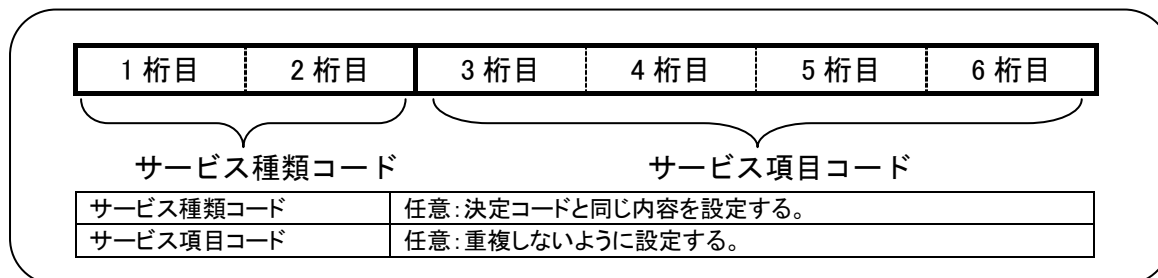 1 桁目 2 桁目 3 桁目 4 桁目 5 桁目 6 桁目
サービス種類コード サービス項目コード
サービス種類コード 任意：決定コードと同じ内容を設定する。
サービス項目コード 任意：重複しないように設定する。